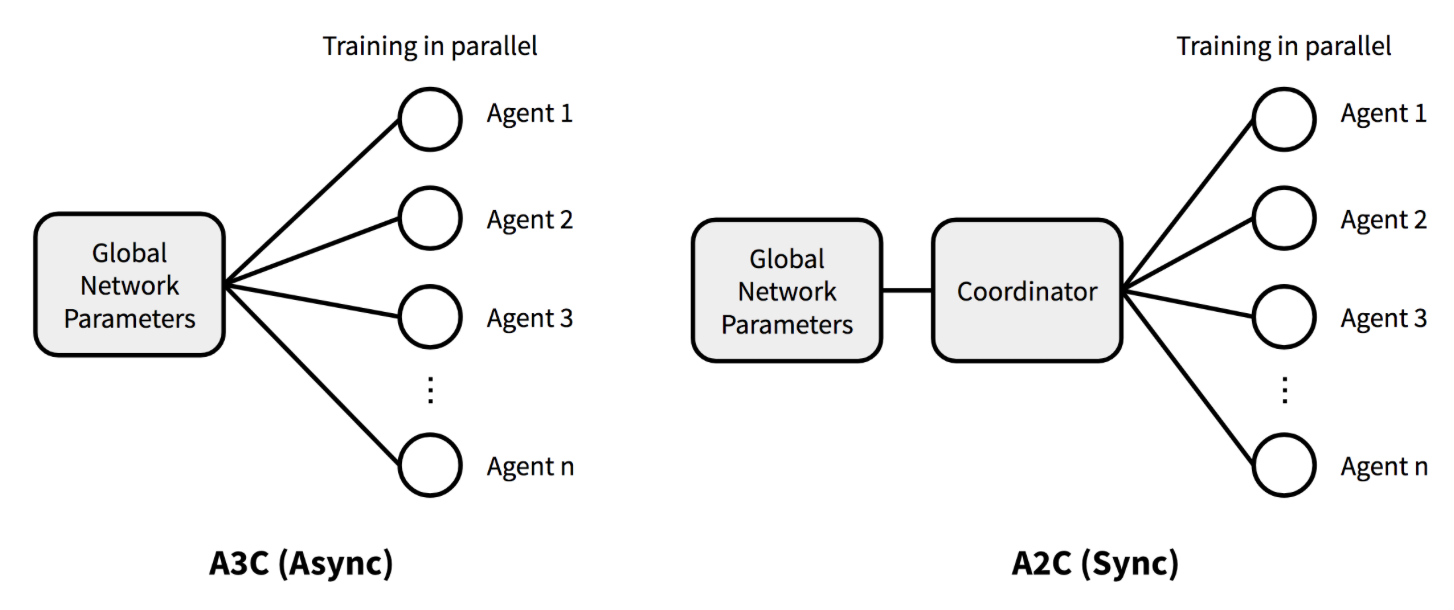 Training in parallel
Agent 1
Agent 2
Global
Network
Parameters
Agent 3
Agent n
A3C (Async)
Training in parallel
Agent 1
Agent 2
Global
Network
Parameters
Coordinator
Agent 3
Agent n
A2C (Sync)